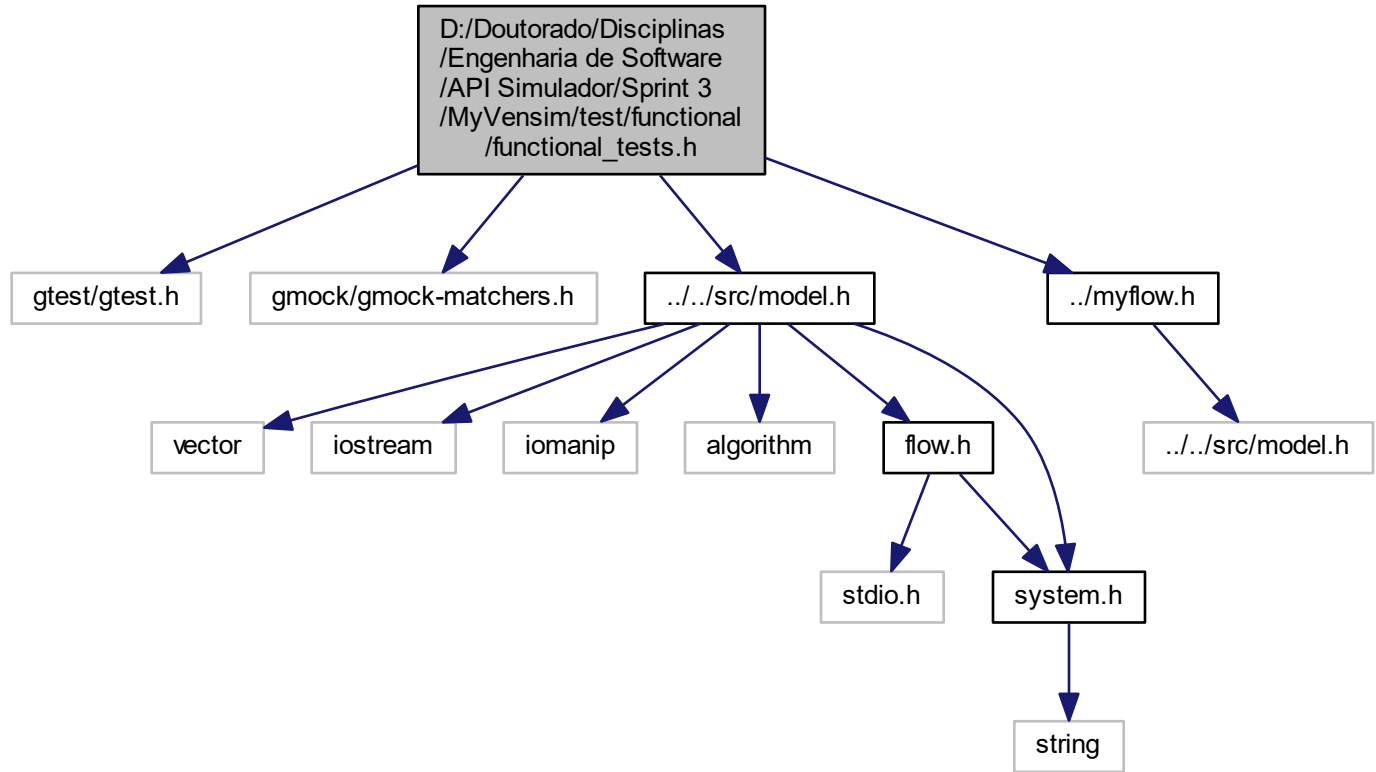 D:/Doutorado/Disciplinas
/Engenharia de Software
/API Simulador/Sprint 3
/MyVensim/test/functional
/functional_tests.h
gtest/gtest.h
gmock/gmock-matchers.h
../../src/model.h
../myflow.h
vector
iostream
iomanip
algorithm
flow.h
../../src/model.h
stdio.h
system.h
string